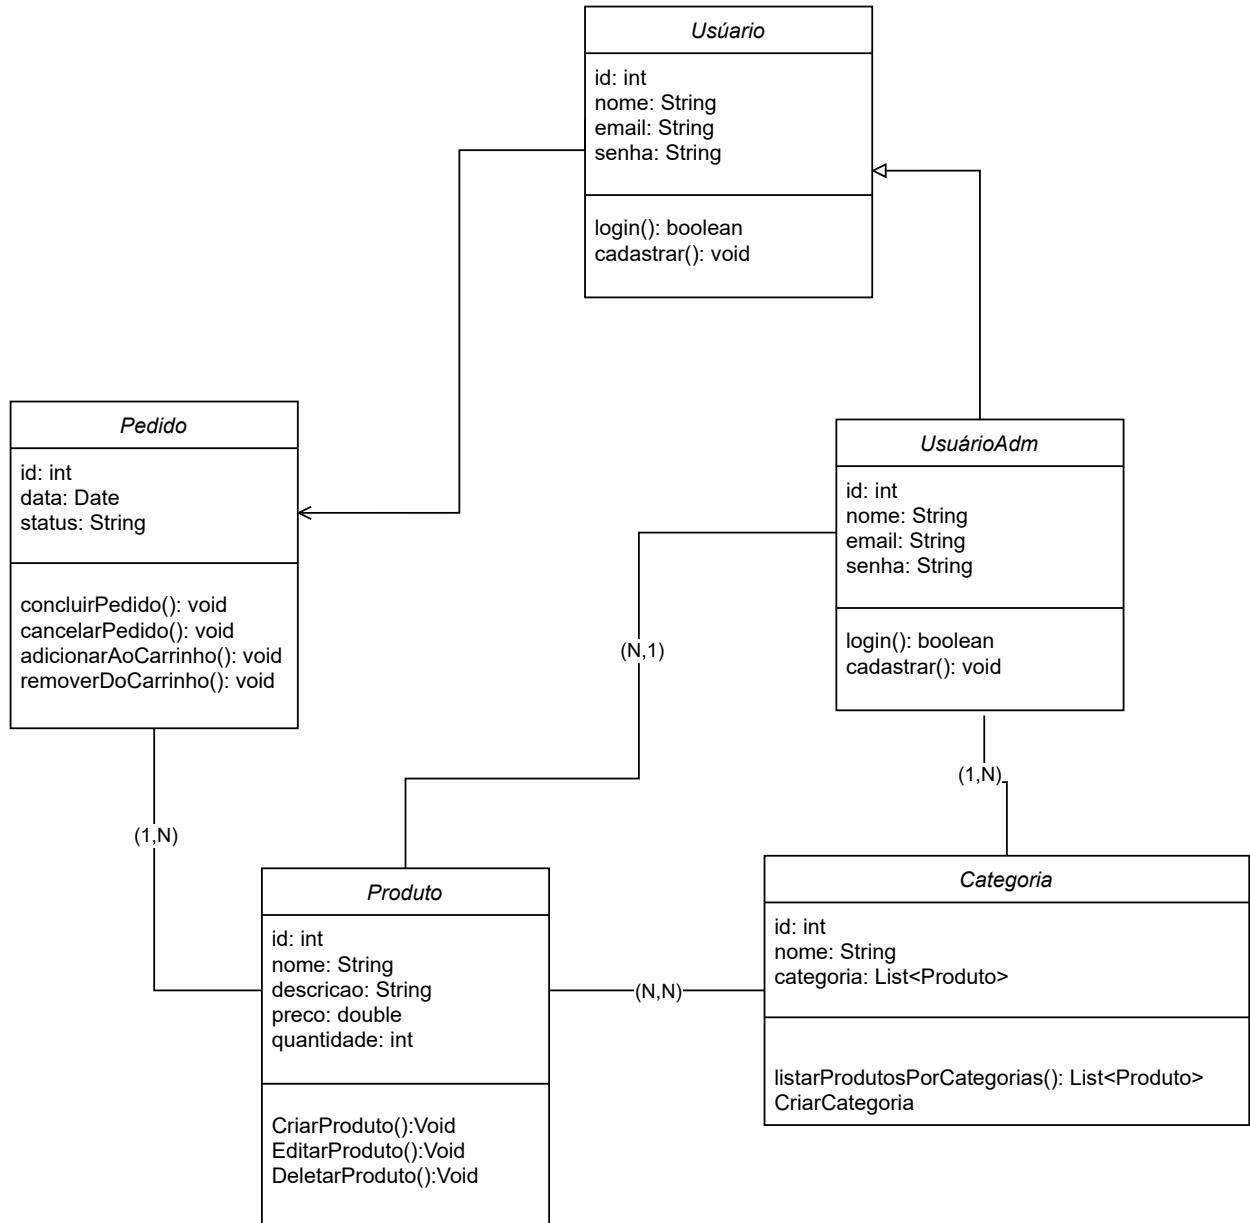 Usúario
id: int
nome: String
email: String
senha: String
login(): boolean
cadastrar(): void
Pedido
id: int
data: Date
status: String
concluirPedido(): void
cancelarPedido(): void
adicionarAoCarrinho(): void
removerDoCarrinho(): void
UsuárioAdm
id: int
nome: String
email: String
senha: String
login(): boolean
cadastrar(): void
(N,1)
(1,N)
(1,N)
Produto
id: int
nome: String
descricao: String
preco: double
quantidade: int
CriarProduto():Void
EditarProduto():Void
DeletarProduto():Void
(N,N)
Categoria
id: int
nome: String
categoria: List<Produto>
listarProdutosPorCategorias(): List<Produto>
CriarCategoria